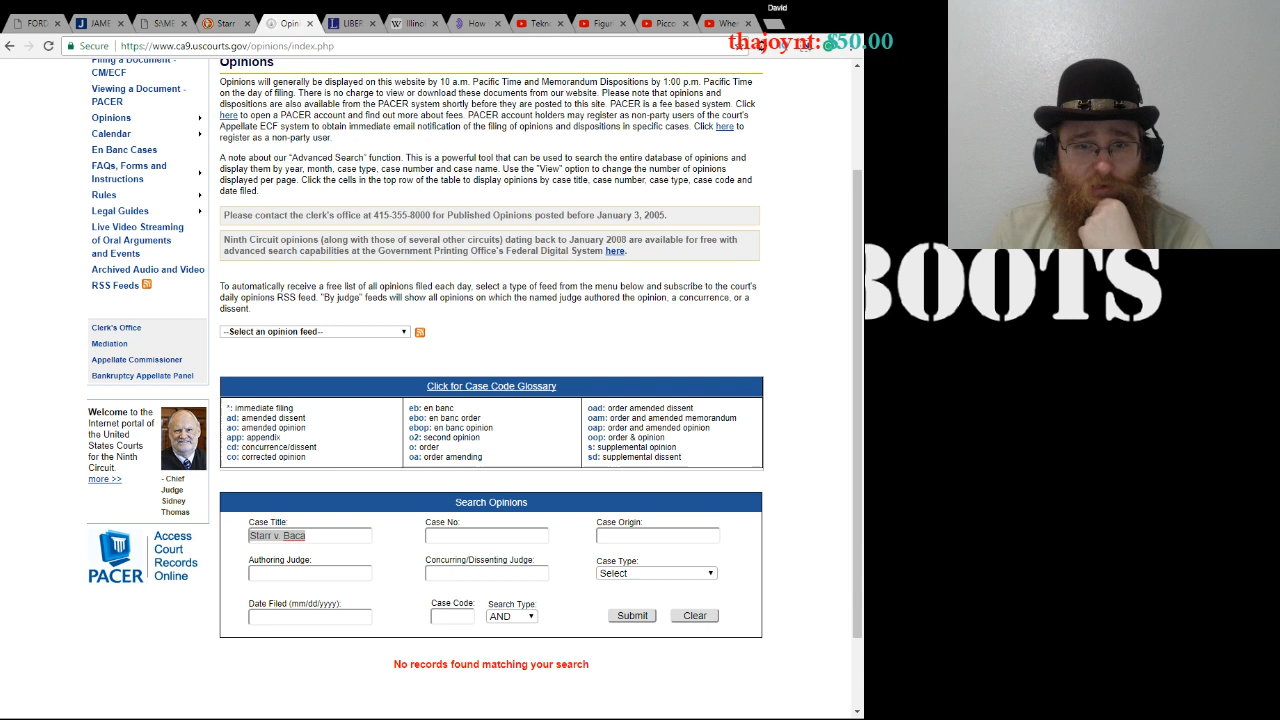 David
FORD
JAME
SAME
Starr
Opini
LIBEF
Illinoi
How
Tekno
Figur
Picco
Whe
thajoynt: $50.00
Secure
https://www.ca9.uscourts.gov/opinions/index.php
Filing a Document -
CM/ECF
Viewing a Document -
PACER
Opinions
Calendar
En Banc Cases
FAQs, Forms and
Instructions
Rules
Legal Guides
Live Video Streaming
of Oral Arguments
and Events
Archived Audio and Video
RSS Feeds
Clerk's Office
Mediation
Appellate Commissioner
Bankruptcy Appellate Panel
Welcome to the
Internet portal of
the United
States Courts
for the Ninth
Circuit.
more >>
- Chief
Judge
Sidney
Thomas
PACER
Access
Court
Records
Online
Opinions
Opinions will generally be displayed on this website by 10 a.m. Pacific Time and Memorandum Dispositions by 1:00 p.m. Pacific Time
on the day of filing. There is no charge to view or download these documents from our website. Please note that opinions and
dispositions are also available from the PACER system shortly before they are posted to this site. PACER is a fee based system. Click
here to open a PACER account and find out more about fees. PACER account holders may register as non-party users of the court's
Appellate ECF system to obtain immediate email notification of the filing of opinions and dispositions in specific cases. Click here to
register as a non-party user.
A note about our "Advanced Search" function. This is a powerful tool that can be used to search the entire database of opinions and
display them by year, month, case type, case number and case name. Use the "View" option to change the number of opinions
displayed per page. Click the cells in the top row of the table to display opinions by case title, case number, case type, case code and
date filed.
Please contact the clerk's office at 415-355-8000 for Published Opinions posted before January 3, 2005.
Ninth Circuit opinions (along with those of several other circuits) dating back to January 2008 are available for free with
advanced search capabilities at the Government Printing Office's Federal Digital System here.
To automatically receive a free list of all opinions filed each day, select a type of feed from the menu below and subscribe to the court's
daily opinions RSS feed. "By judge" feeds will show all opinions on which the named judge authored the opinion, a concurrence, or a
dissent.
--Select an opinion feed--
Click for Case Code Glossary
*: immediate filing
ad: amended dissent
ao: amended opinion
app: appendix
cd: concurrence/dissent
co: corrected opinion
eb: en banc
ebo: en banc order
ebop: en banc opinion
o2: second opinion
o: order
oa: order amending
oad: order amended dissent
oam: order and amended memorandum
oap: order and amended opinion
oop: order & opinion
s: supplemental opinion
sd: supplemental dissent
Search Opinions
Case Title:
Starr v. Baca
Case No:
Case Origin:
Authoring Judge:
Concurring/Dissenting Judge:
Case Type:
Select
Date Filed (mm/dd/yyyy):
Case Code:
Search Type:
AND
Submit
Clear
No records found matching your search
BOOTS